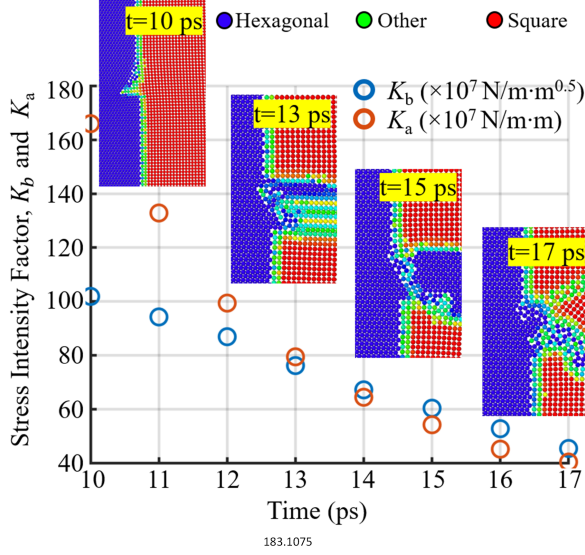 t=10 ps
Hexagonal
Other
Square
K_b (×10^7 N/m·m^0.5)
K_a (×10^7 N/m·m)
t=13 ps
t=15 ps
t=17 ps
Stress Intensity Factor, K_b and K_a
180
160
140
120
100
80
60
40
10 11 12 13 14 15 16 17
Time (ps)
183.1075